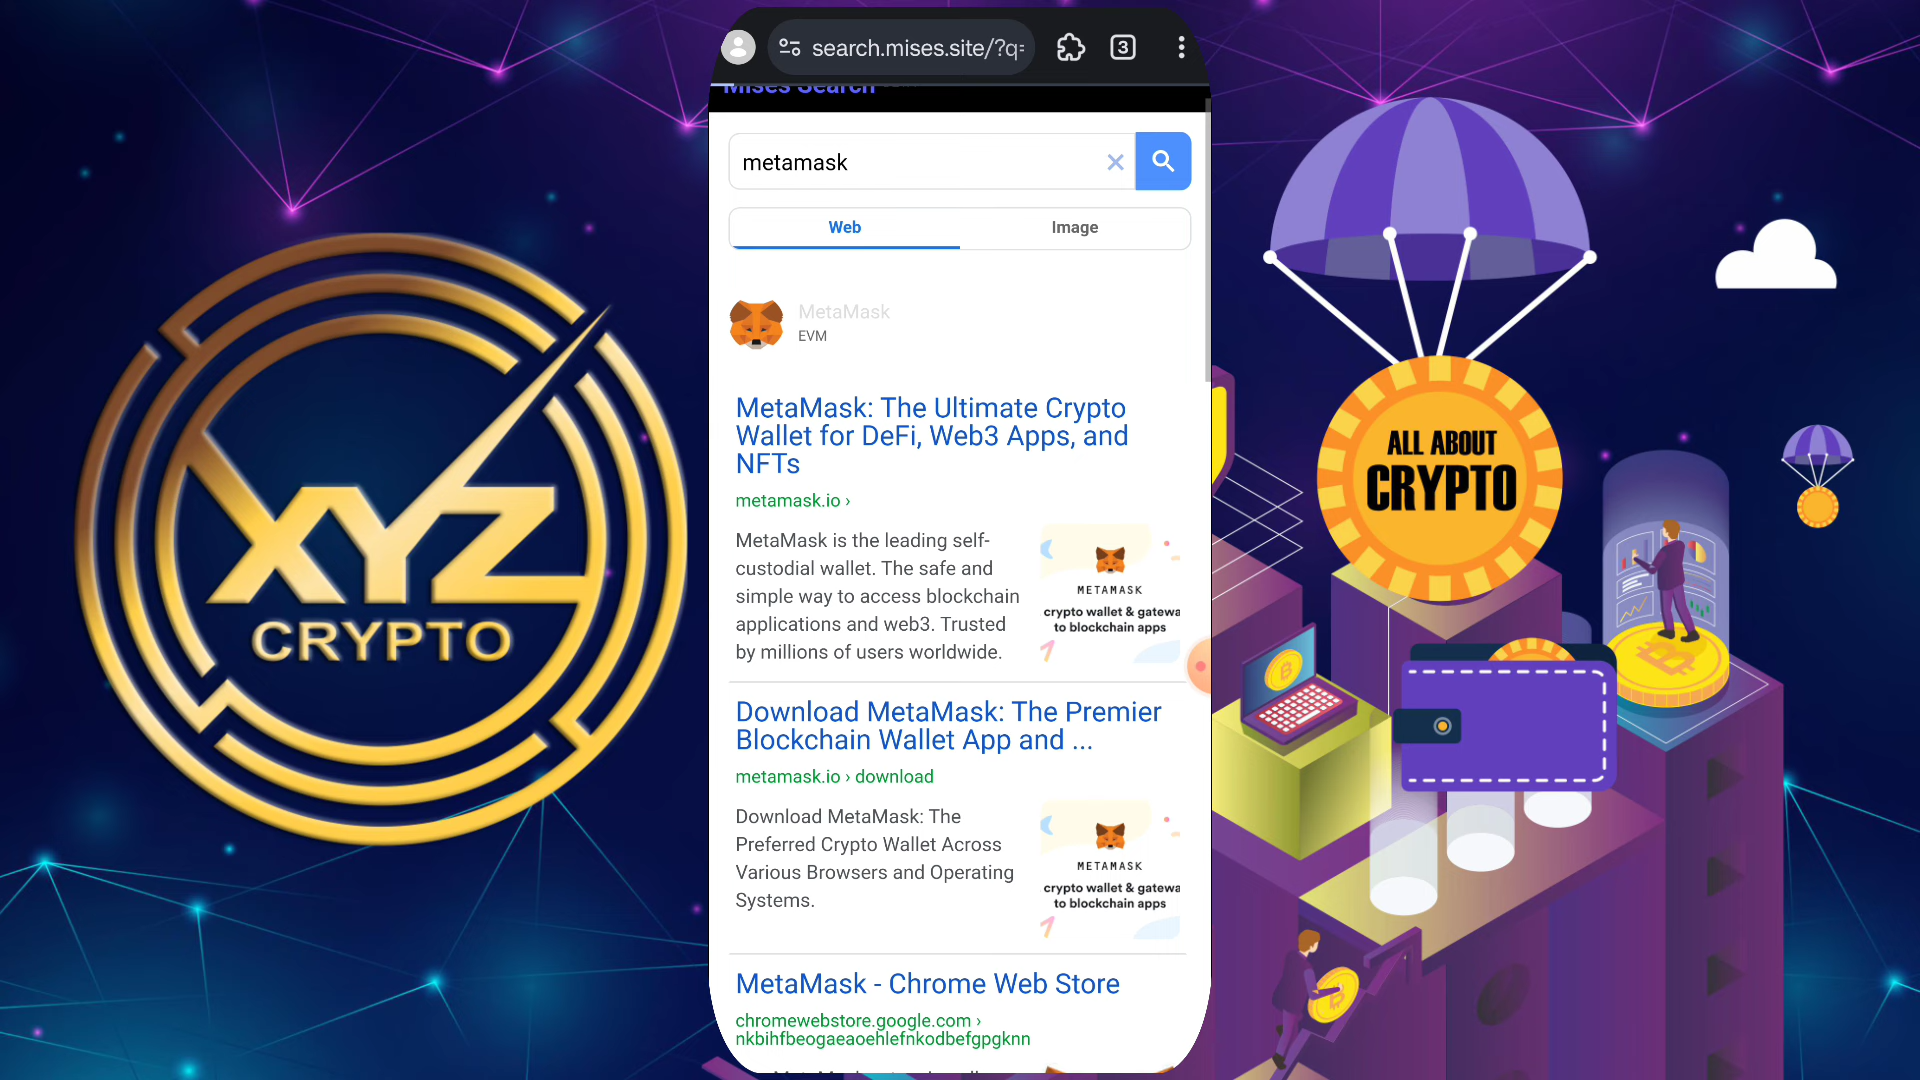 XYZ
CRYPTO
search.mises.site/?q=
3
Mises Search
metamask
Web
Image
MetaMask
EVM
MetaMask: The Ultimate Crypto
Wallet for DeFi, Web3 Apps, and
NFTs
metamask.io ›
MetaMask is the leading self-
custodial wallet. The safe and
simple way to access blockchain
applications and web3. Trusted
by millions of users worldwide.
METAMASK
crypto wallet & gatewa
to blockchain apps
Download MetaMask: The Premier
Blockchain Wallet App and ...
metamask.io › download
Download MetaMask: The
Preferred Crypto Wallet Across
Various Browsers and Operating
Systems.
METAMASK
crypto wallet & gatewa
to blockchain apps
MetaMask - Chrome Web Store
chromewebstore.google.com ›
nkbihfbeogaeaoehlefnkodbefgpgknn
ALL ABOUT
CRYPTO